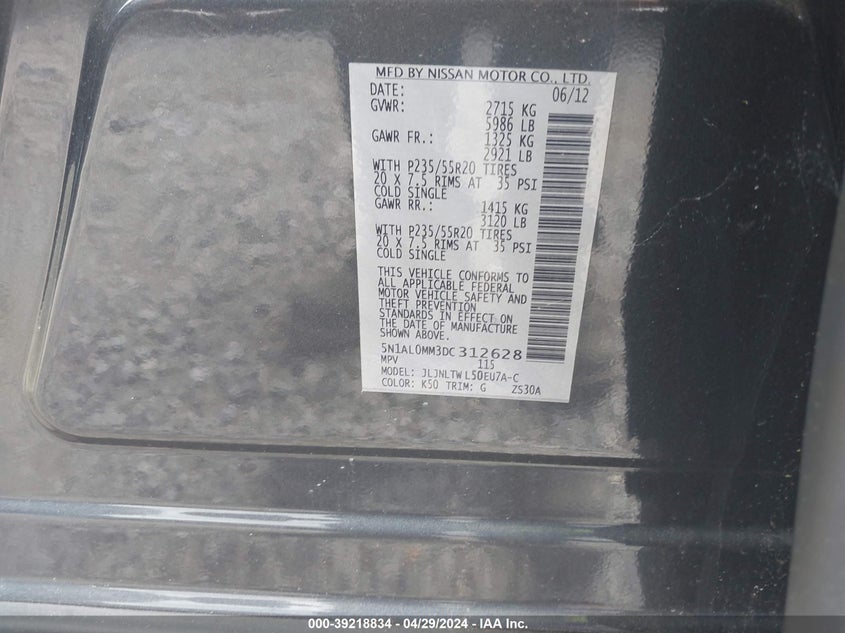 MFD BY NISSAN MOTOR CO., LTD.
DATE: 06/12
GVWR: 2715 KG
5986 LB
GAWR FR.: 1325 KG
2921 LB
WITH P235/55R20 TIRES
20 X 7.5 RIMS AT 35 PSI
COLD SINGLE
GAWR RR.: 1415 KG
3120 LB
WITH P235/55R20 TIRES
20 X 7.5 RIMS AT 35 PSI
COLD SINGLE
THIS VEHICLE CONFORMS TO
ALL APPLICABLE FEDERAL
MOTOR VEHICLE SAFETY AND
THEFT PREVENTION
STANDARDS IN EFFECT ON
THE DATE OF MANUFACTURE
SHOWN ABOVE.
5N1AL0MM3DC312628
MPV 115
MODEL: JLJNLTWL50EU7A-C
COLOR: K50 TRIM: G ZS30A
000-39218834 - 04/29/2024 - IAA Inc.